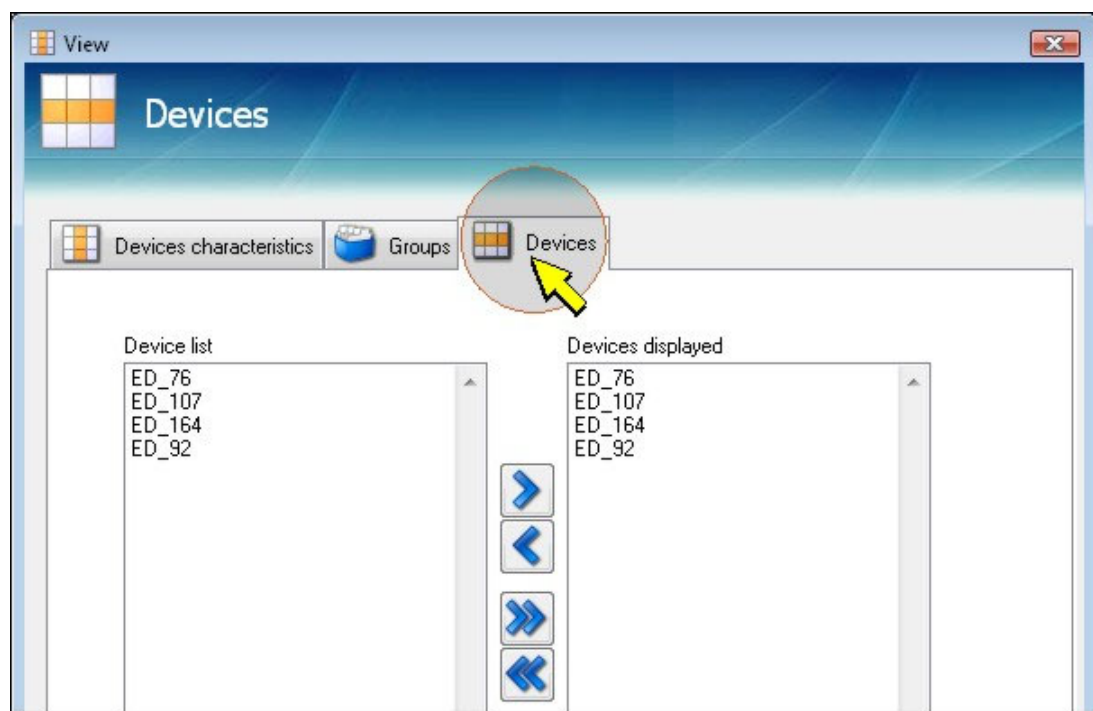 View
Devices
Devices characteristics
Groups
Devices
Device list
ED_76
ED_107
ED_164
ED_92
Devices displayed
ED_76
ED_107
ED_164
ED_92